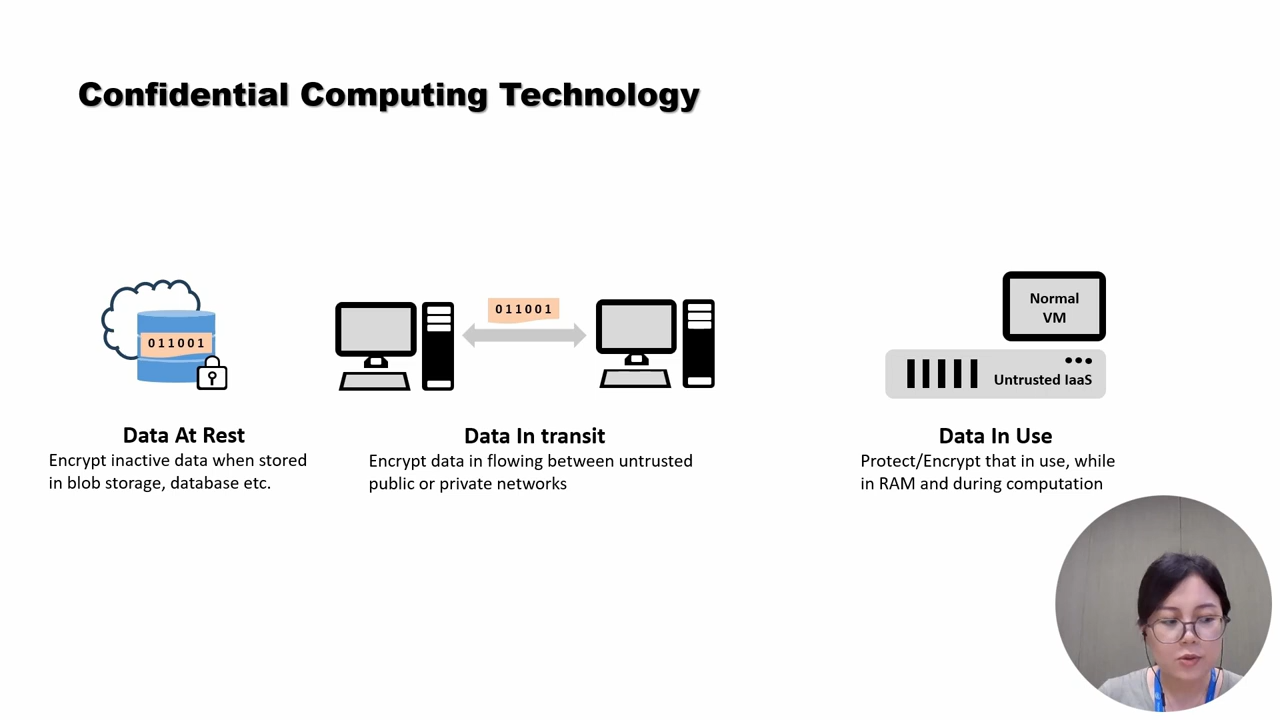 Confidential Computing Technology
011001
Data At Rest
Encrypt inactive data when stored
in blob storage, database etc.
011001
Data In transit
Encrypt data in flowing between untrusted
public or private networks
Normal
VM
Untrusted IaaS
Data In Use
Protect/Encrypt that in use, while
in RAM and during computation